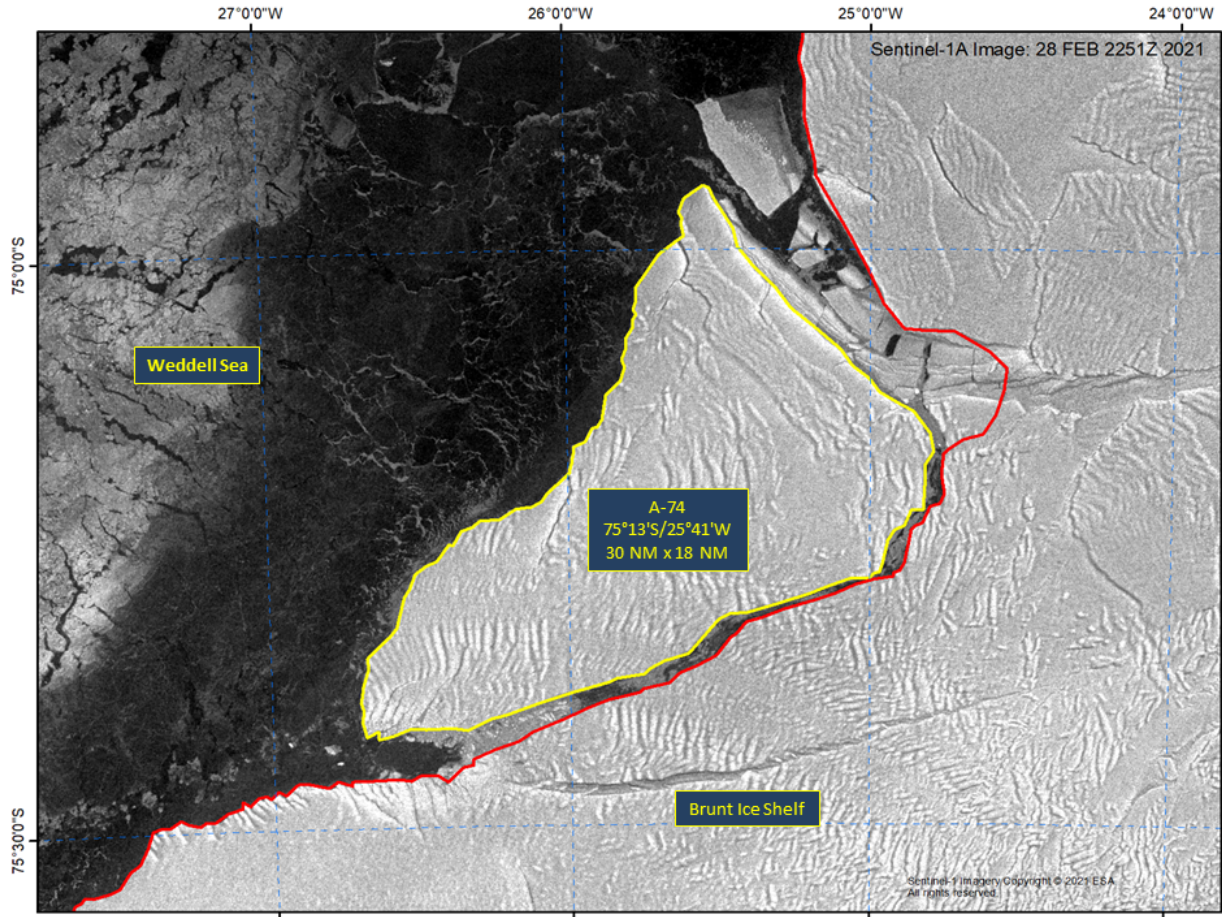 27°0'0"W 26°0'0"W 25°0'0"W 24°0'0"W
Sentinel-1A Image: 28 FEB 2251Z 2021
75°0'0"S
Weddell Sea
A-74
75°13'S/25°41'W
30 NM x 18 NM
Brunt Ice Shelf
75°30'0"S
Sentinel-1 Imagery Copyright © 2021 ESA
All rights reserved